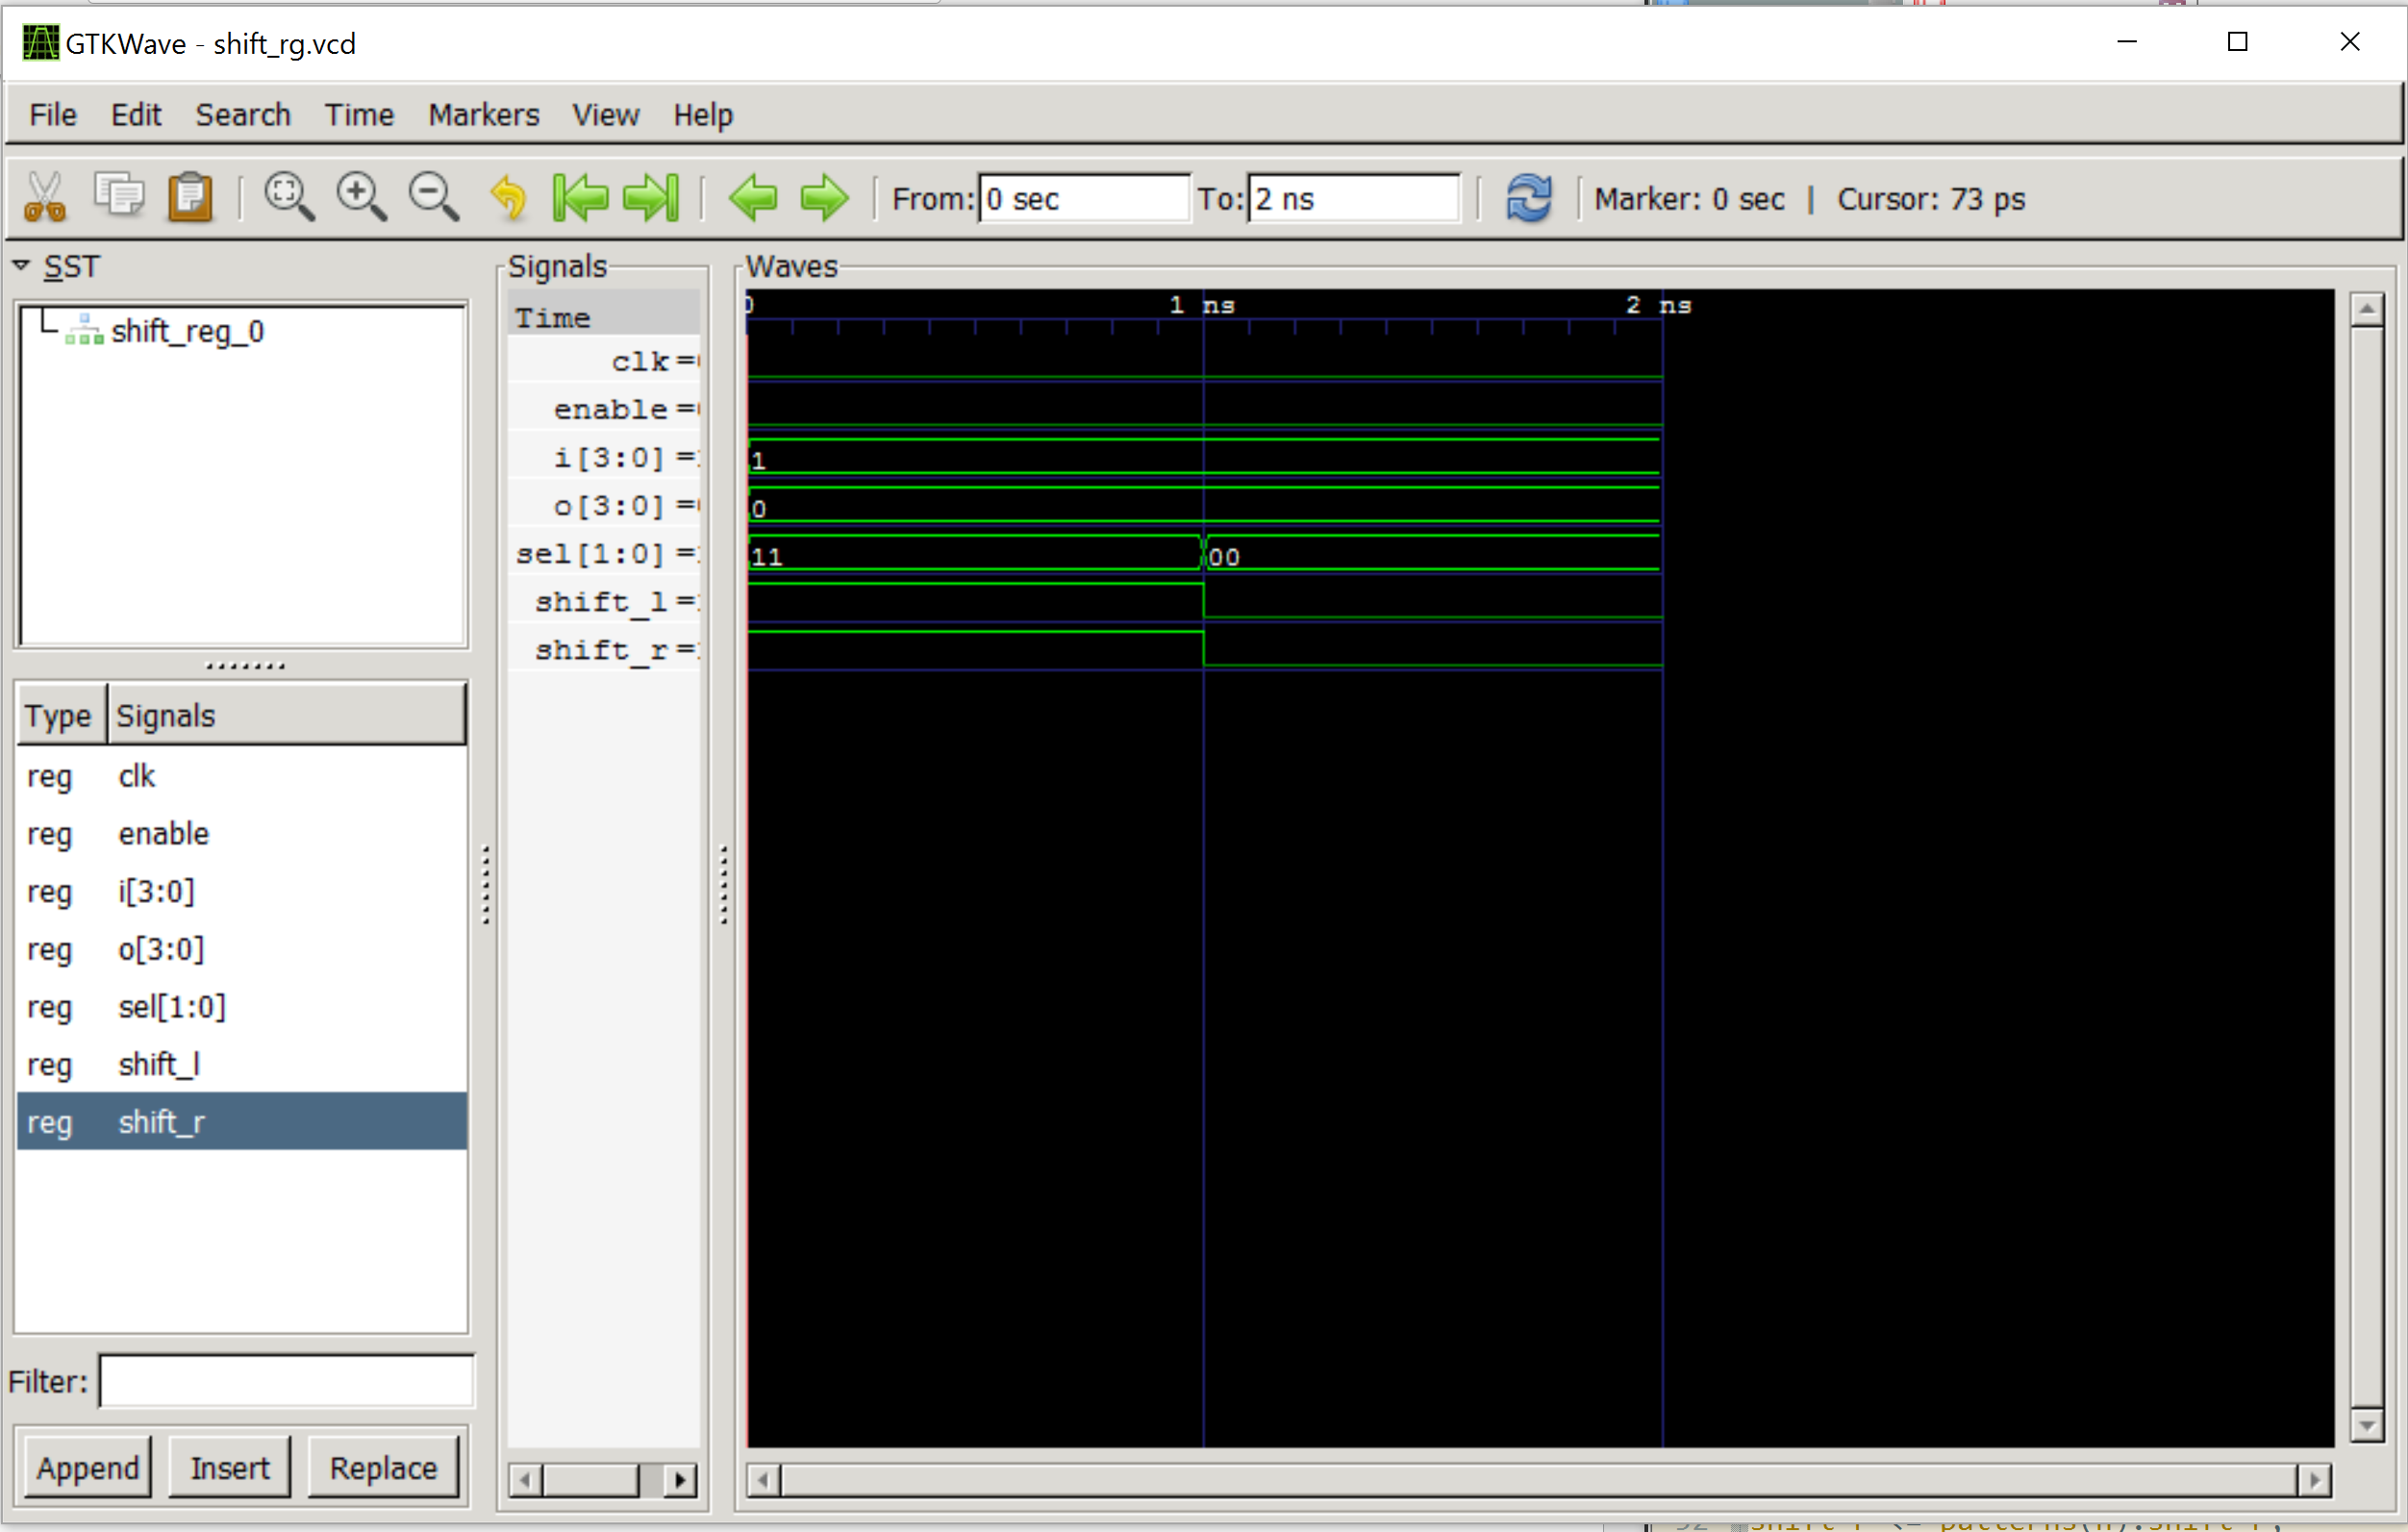 GTKWave - shift_rg.vcd
File Edit Search Time Markers View Help
From: 0 sec To: 2 ns Marker: 0 sec | Cursor: 73 ps
SST
shift_reg_0
Type Signals
reg clk
reg enable
reg i[3:0]
reg o[3:0]
reg sel[1:0]
reg shift_l
reg shift_r
Filter:
Append Insert Replace
Signals
Time
clk =
enable =
i[3:0] =
o[3:0] =
sel[1:0] =
shift_l =
shift_r =
Waves
0 1 ns 2 ns
1
0
11 00